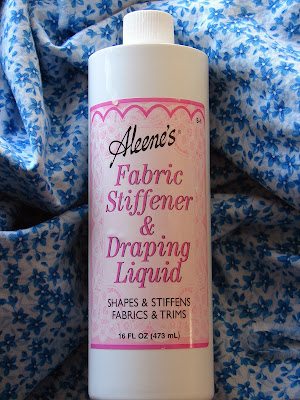 Aleene's®
Fabric
Stiffener
&
Draping
Liquid
SHAPES & STIFFENS
FABRICS & TRIMS
16 FL OZ (473 mL)